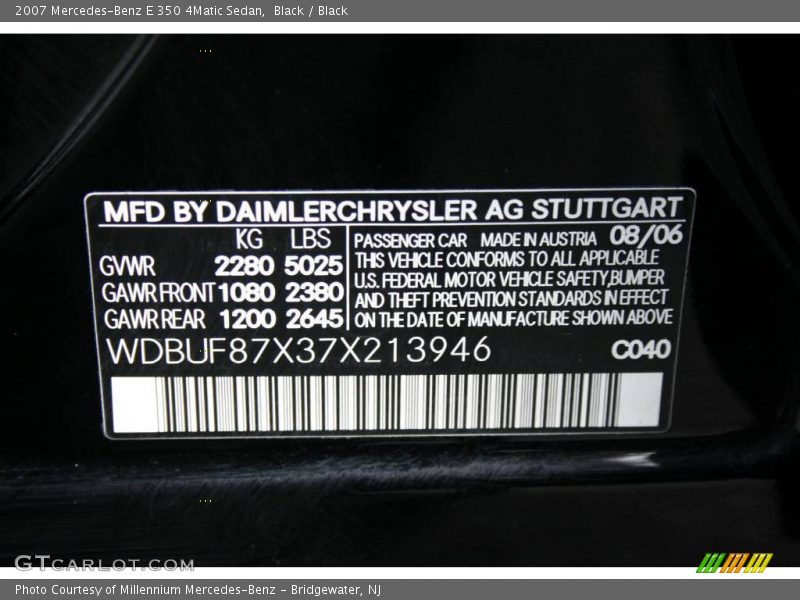 2007 Mercedes-Benz E 350 4Matic Sedan,  Black / Black
MFD BY DAIMLERCHRYSLER AG STUTTGART
KG LBS
GVWR 2280 5025
GAWR FRONT 1080 2380
GAWR REAR 1200 2645
PASSENGER CAR MADE IN AUSTRIA 08/06
THIS VEHICLE CONFORMS TO ALL APPLICABLE
U.S. FEDERAL MOTOR VEHICLE SAFETY,BUMPER
AND THEFT PREVENTION STANDARDS IN EFFECT
ON THE DATE OF MANUFACTURE SHOWN ABOVE
WDBUF87X37X213946 C040
GTCARLOT.COM
Photo Courtesy of Millennium Mercedes-Benz - Bridgewater, NJ